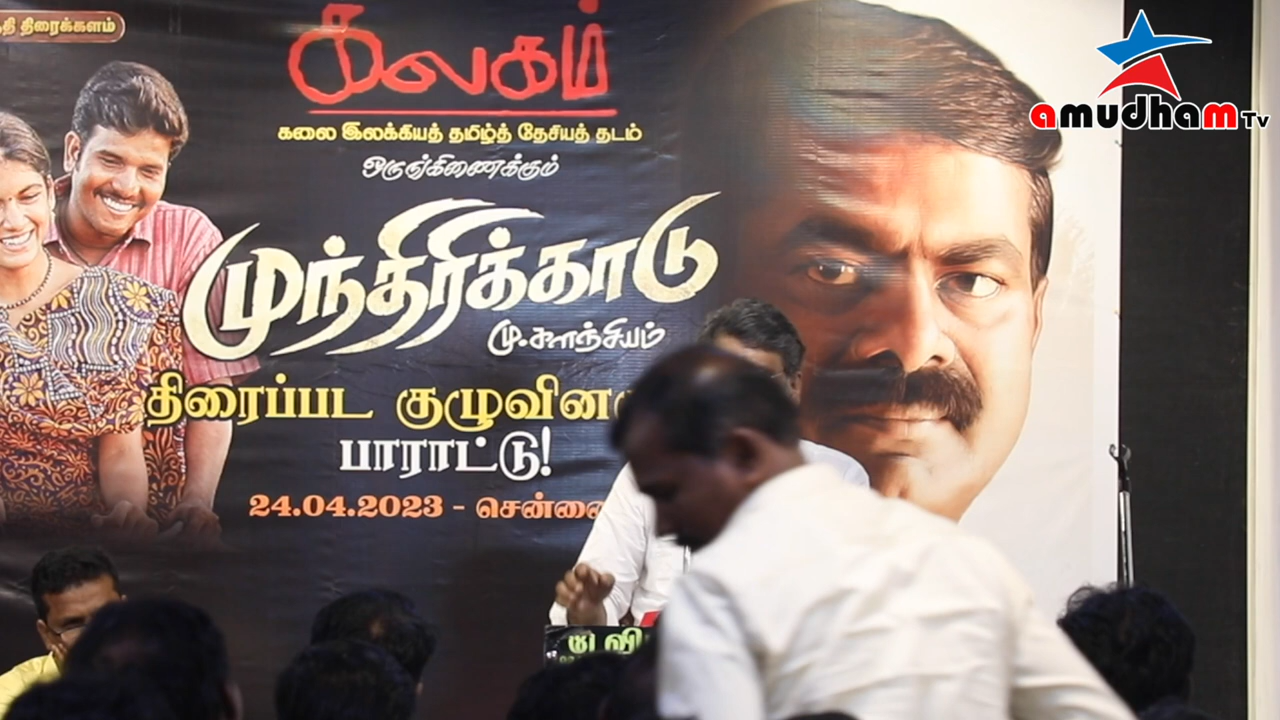 தி திரைக்களம்
கலகம்
கலை இலக்கியத் தமிழ்த் தேசியத் தடம்
ஒருங்கிணைக்கும்
முந்திரிக்காடு
மு.களஞ்சியம்
திரைப்பட குழுவின
பாராட்டு!
24.04.2023 - சென்னை
amudham Tv